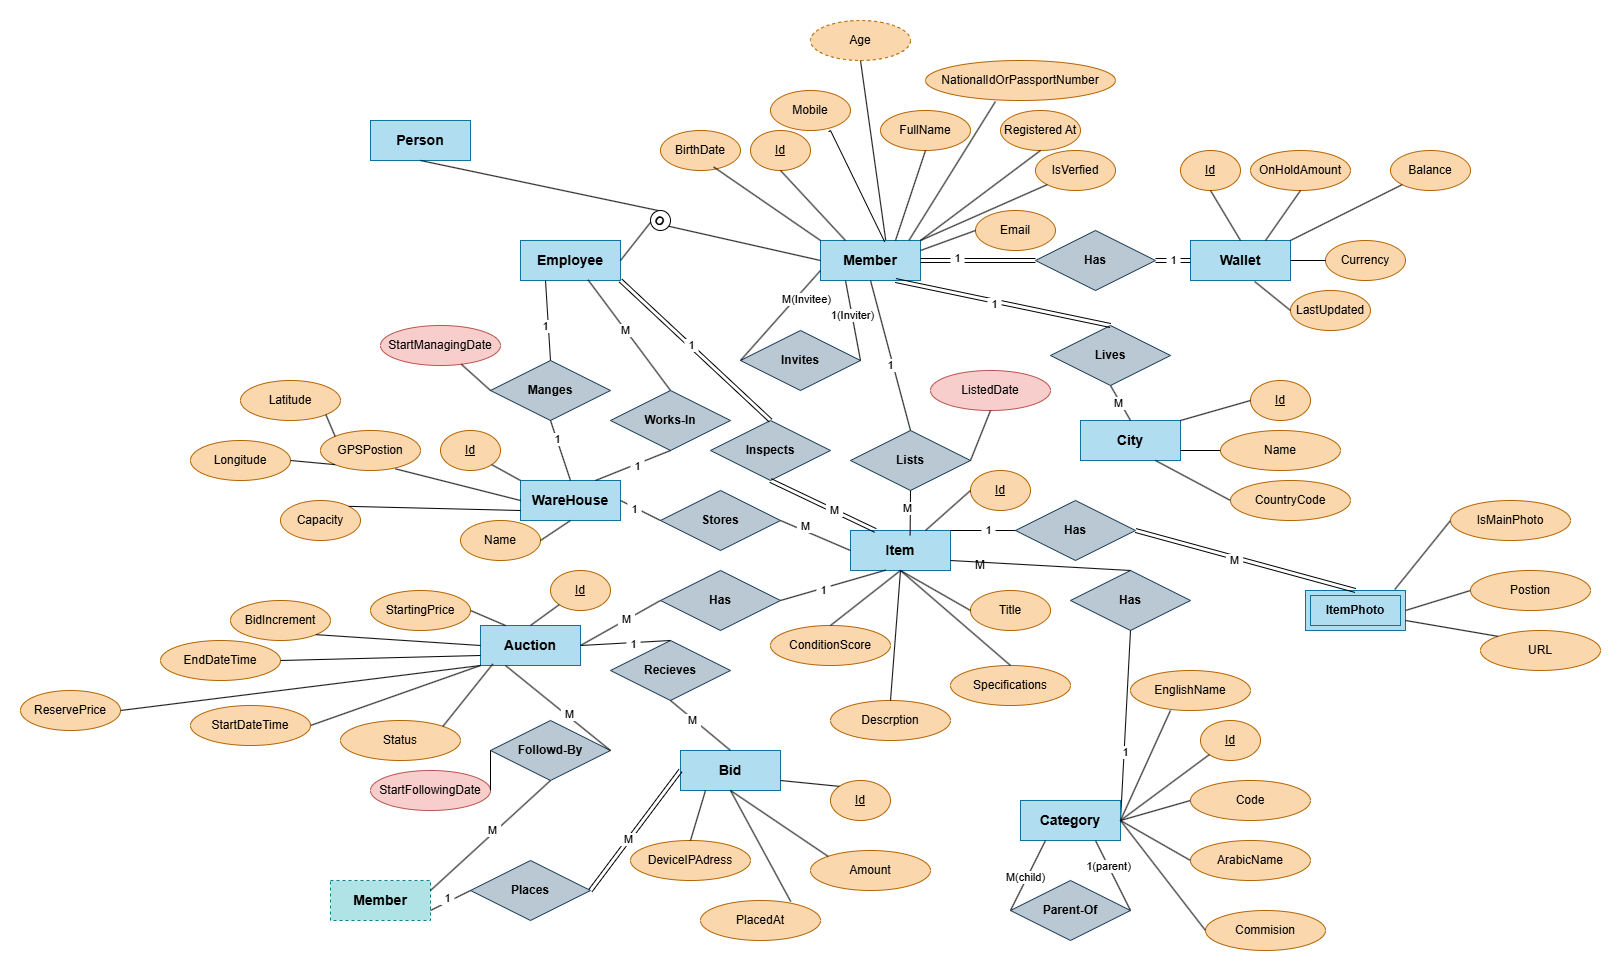 Age
NationalIdOrPassportNumber
Mobile
FullName
Registered At
Person
BirthDate
Id
IsVerfied
Id
OnHoldAmount
Balance
O
Email
Employee
Member
1
Has
1
Wallet
Currency
M(Invitee)
1(Inviter)
1
LastUpdated
1
M
StartManagingDate
1
Invites
1
Lives
Manges
ListedDate
Latitude
M
Id
Works-In
GPSPostion
Id
1
City
Name
Longitude
Inspects
Lists
1
Id
WareHouse
CountryCode
Capacity
1
Stores
M
M
M
IsMainPhoto
Name
1
Has
Item
M
M
Id
1
Postion
StartingPrice
Has
Has
ItemPhoto
BidIncrement
M
Title
Auction
1
ConditionScore
URL
EndDateTime
Recieves
Specifications
EnglishName
ReservePrice
M
M
Descrption
StartDateTime
Status
Id
Followd-By
1
Bid
StartFollowingDate
Id
Code
Category
M
M
DeviceIPAdress
ArabicName
Amount
1(parent)
M(child)
Places
Member
1
Parent-Of
PlacedAt
Commision